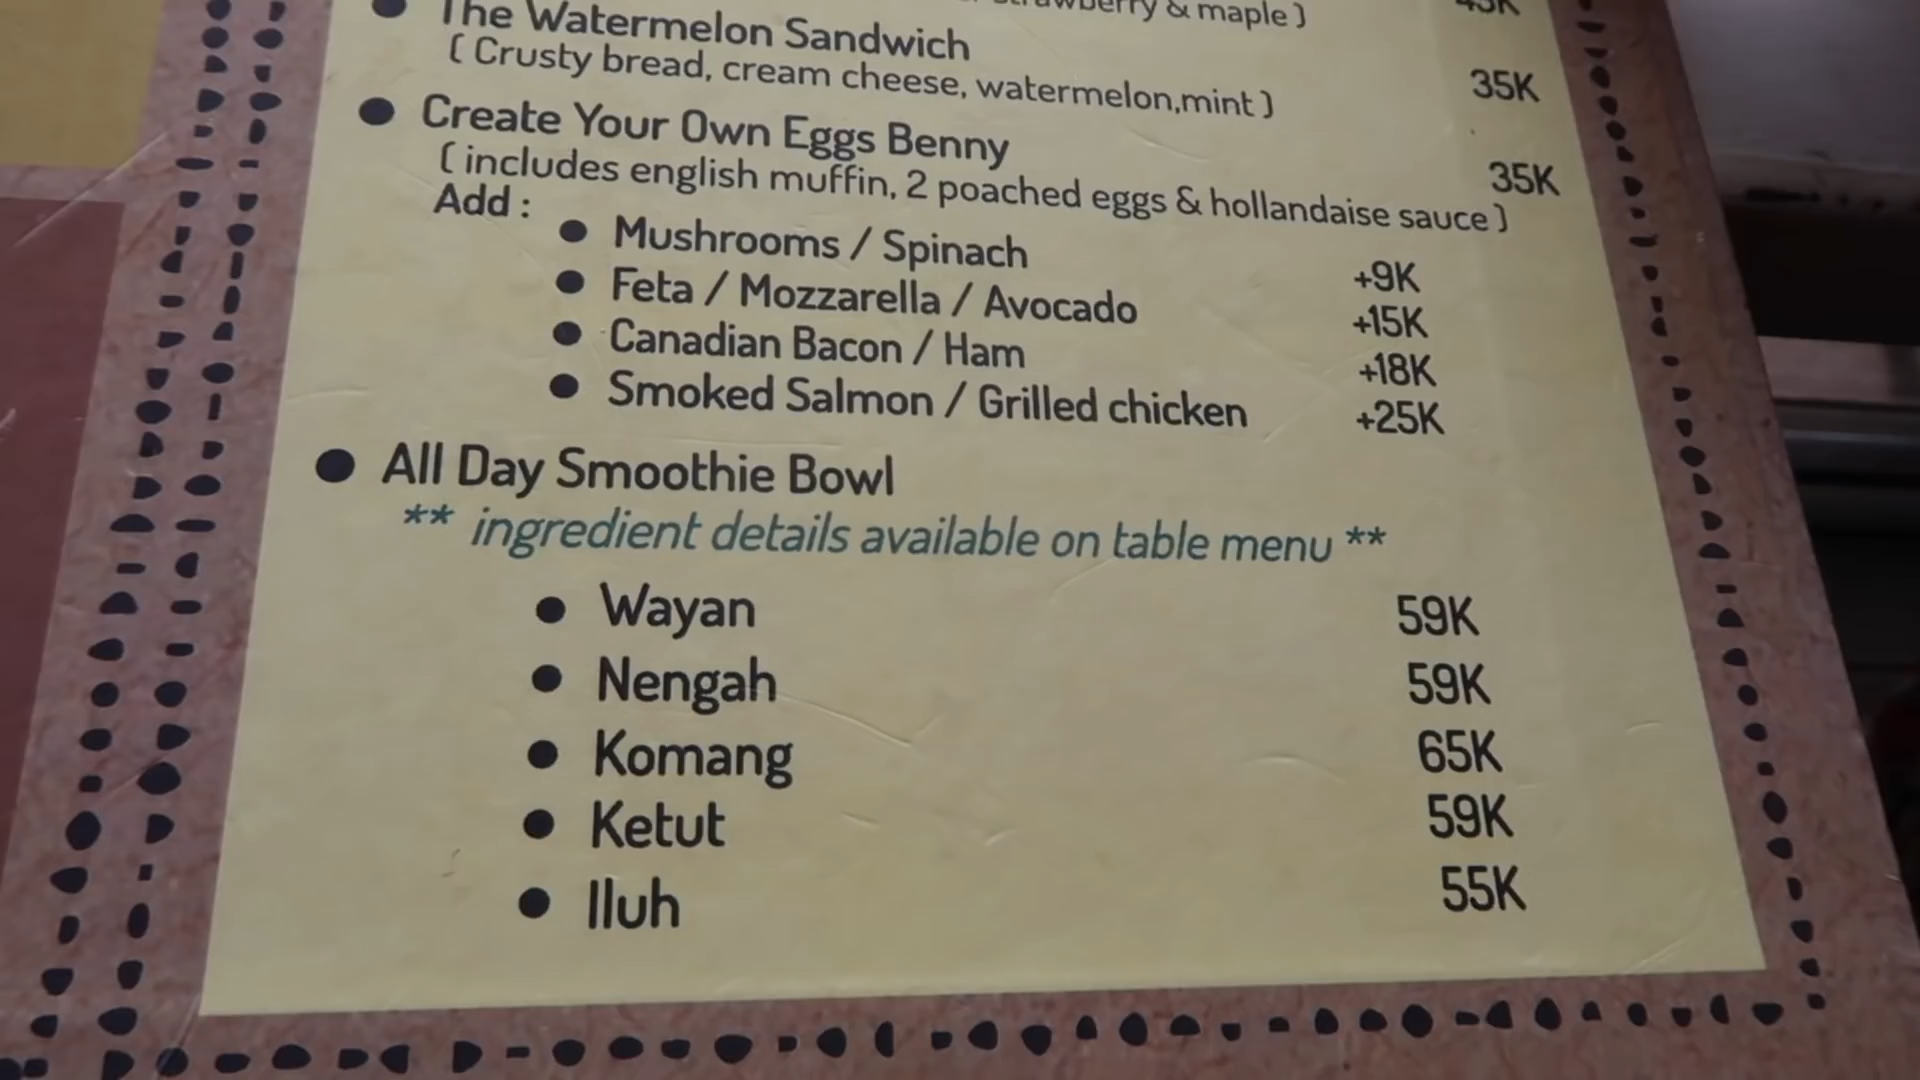 & maple )
The Watermelon Sandwich
( Crusty bread, cream cheese, watermelon,mint ) 35K
Create Your Own Eggs Benny
( includes english muffin, 2 poached eggs & hollandaise sauce ) 35K
Add :
Mushrooms / Spinach +9K
Feta / Mozzarella / Avocado +15K
Canadian Bacon / Ham +18K
Smoked Salmon / Grilled chicken +25K
All Day Smoothie Bowl
** ingredient details available on table menu **
Wayan 59K
Nengah 59K
Komang 65K
Ketut 59K
Iluh 55K